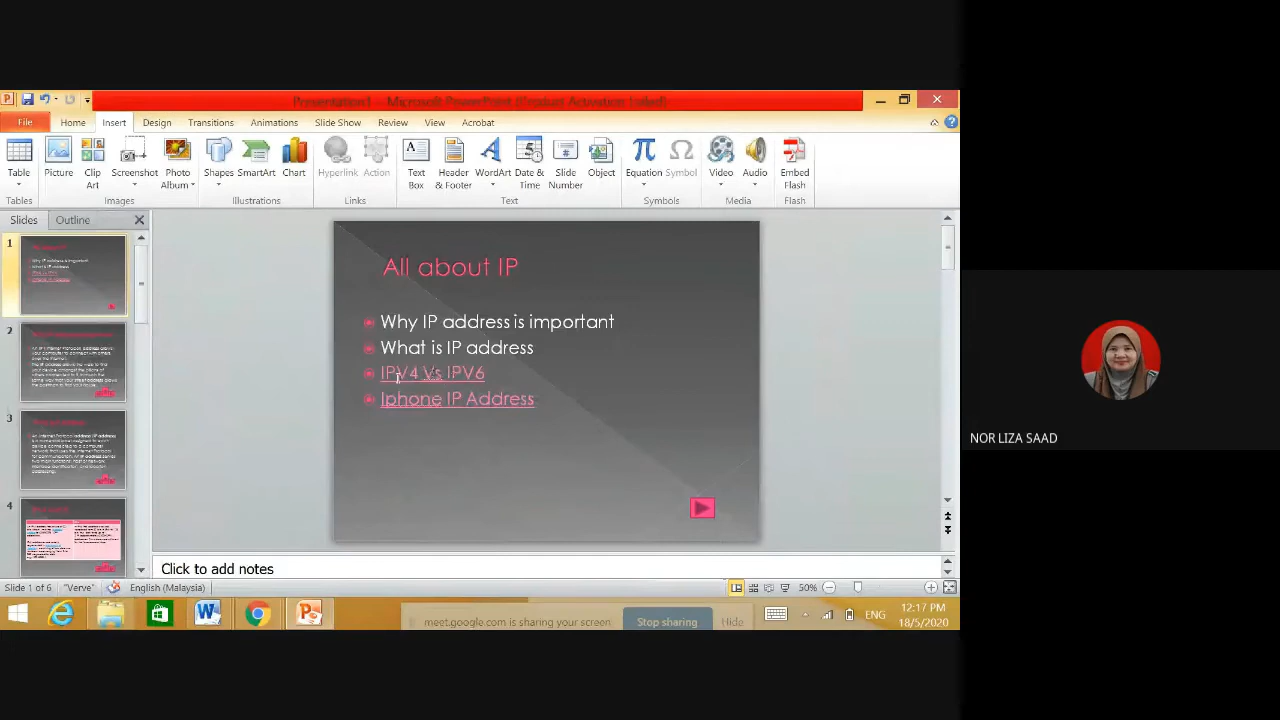 Presentation1 - Microsoft PowerPoint (Product Activation Failed)
File Home Insert Design Transitions Animations Slide Show Review View Acrobat
Table
Picture
Clip Art
Screenshot
Photo Album
Shapes
SmartArt
Chart
Hyperlink
Action
Text Box
Header & Footer
WordArt
Date & Time
Slide Number
Object
Equation
Symbol
Video
Audio
Embed Flash
Tables
Images
Illustrations
Links
Text
Symbols
Media
Flash
Slides Outline
1
2
3
4
All about IP
Why IP address is important
What is IP address
IPV4 Vs IPV6
Iphone IP Address
NOR LIZA SAAD
Click to add notes
Slide 1 of 6 "Verve" English (Malaysia) 50%
meet.google.com is sharing your screen Stop sharing Hide
ENG
12:17 PM
18/5/2020